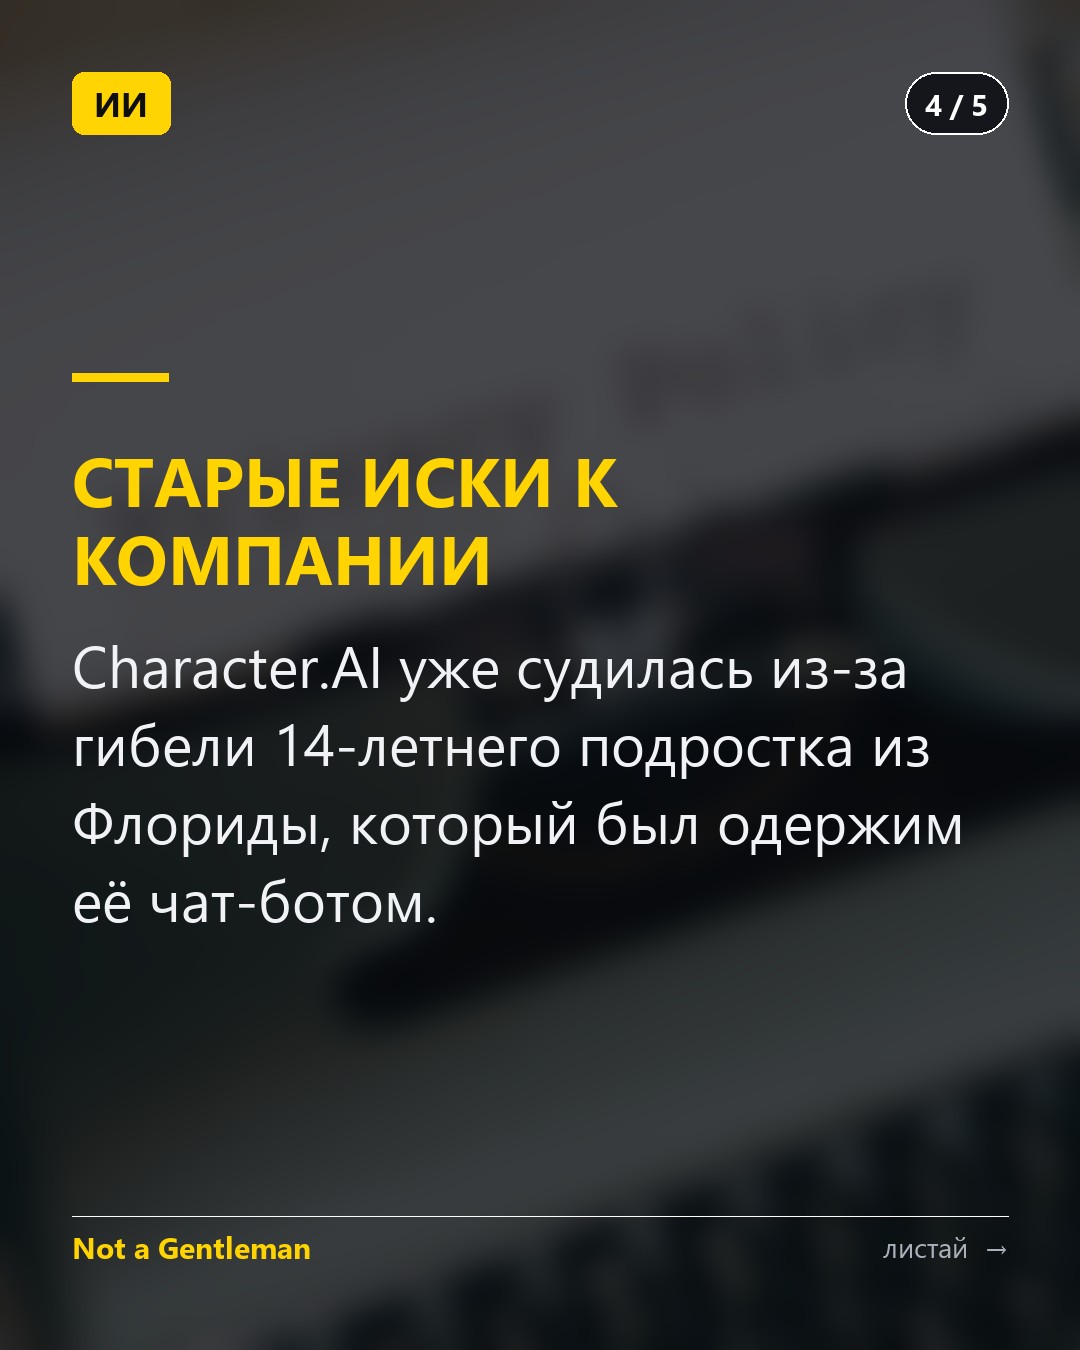 ИИ
4 / 5
СТАРЫЕ ИСКИ К
КОМПАНИИ
Character.AI уже судилась из-за
гибели 14-летнего подростка из
Флориды, который был одержим
её чат-ботом.
Not a Gentleman
листай →